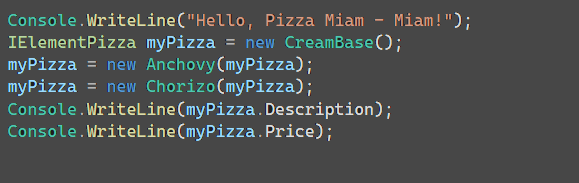 Console.WriteLine("Hello, Pizza Miam - Miam!");
IElementPizza myPizza = new CreamBase();
myPizza = new Anchovy(myPizza);
myPizza = new Chorizo(myPizza);
Console.WriteLine(myPizza.Description);
Console.WriteLine(myPizza.Price);